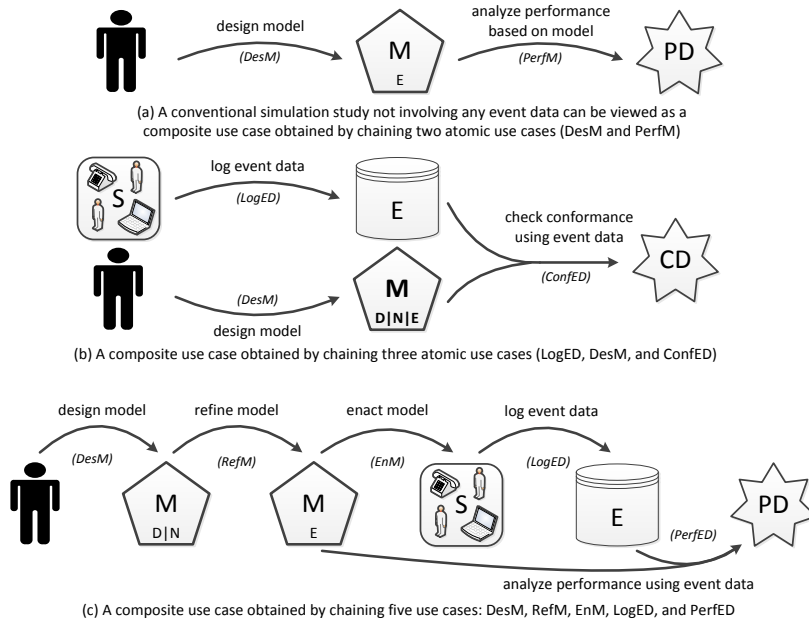 design model
(DesM)
M
E
analyze performance
based on model
(PerfM)
PD
(a) A conventional simulation study not involving any event data can be viewed as a
composite use case obtained by chaining two atomic use cases (DesM and PerfM)
S
log event data
(LogED)
E
check conformance
using event data
(ConfED)
CD
(DesM)
design model
M
D|N|E
(b) A composite use case obtained by chaining three atomic use cases (LogED, DesM, and ConfED)
design model
(DesM)
M
D|N
refine model
(RefM)
M
E
enact model
(EnM)
S
log event data
(LogED)
E
(PerfED)
PD
analyze performance using event data
(c) A composite use case obtained by chaining five use cases: DesM, RefM, EnM, LogED, and PerfED